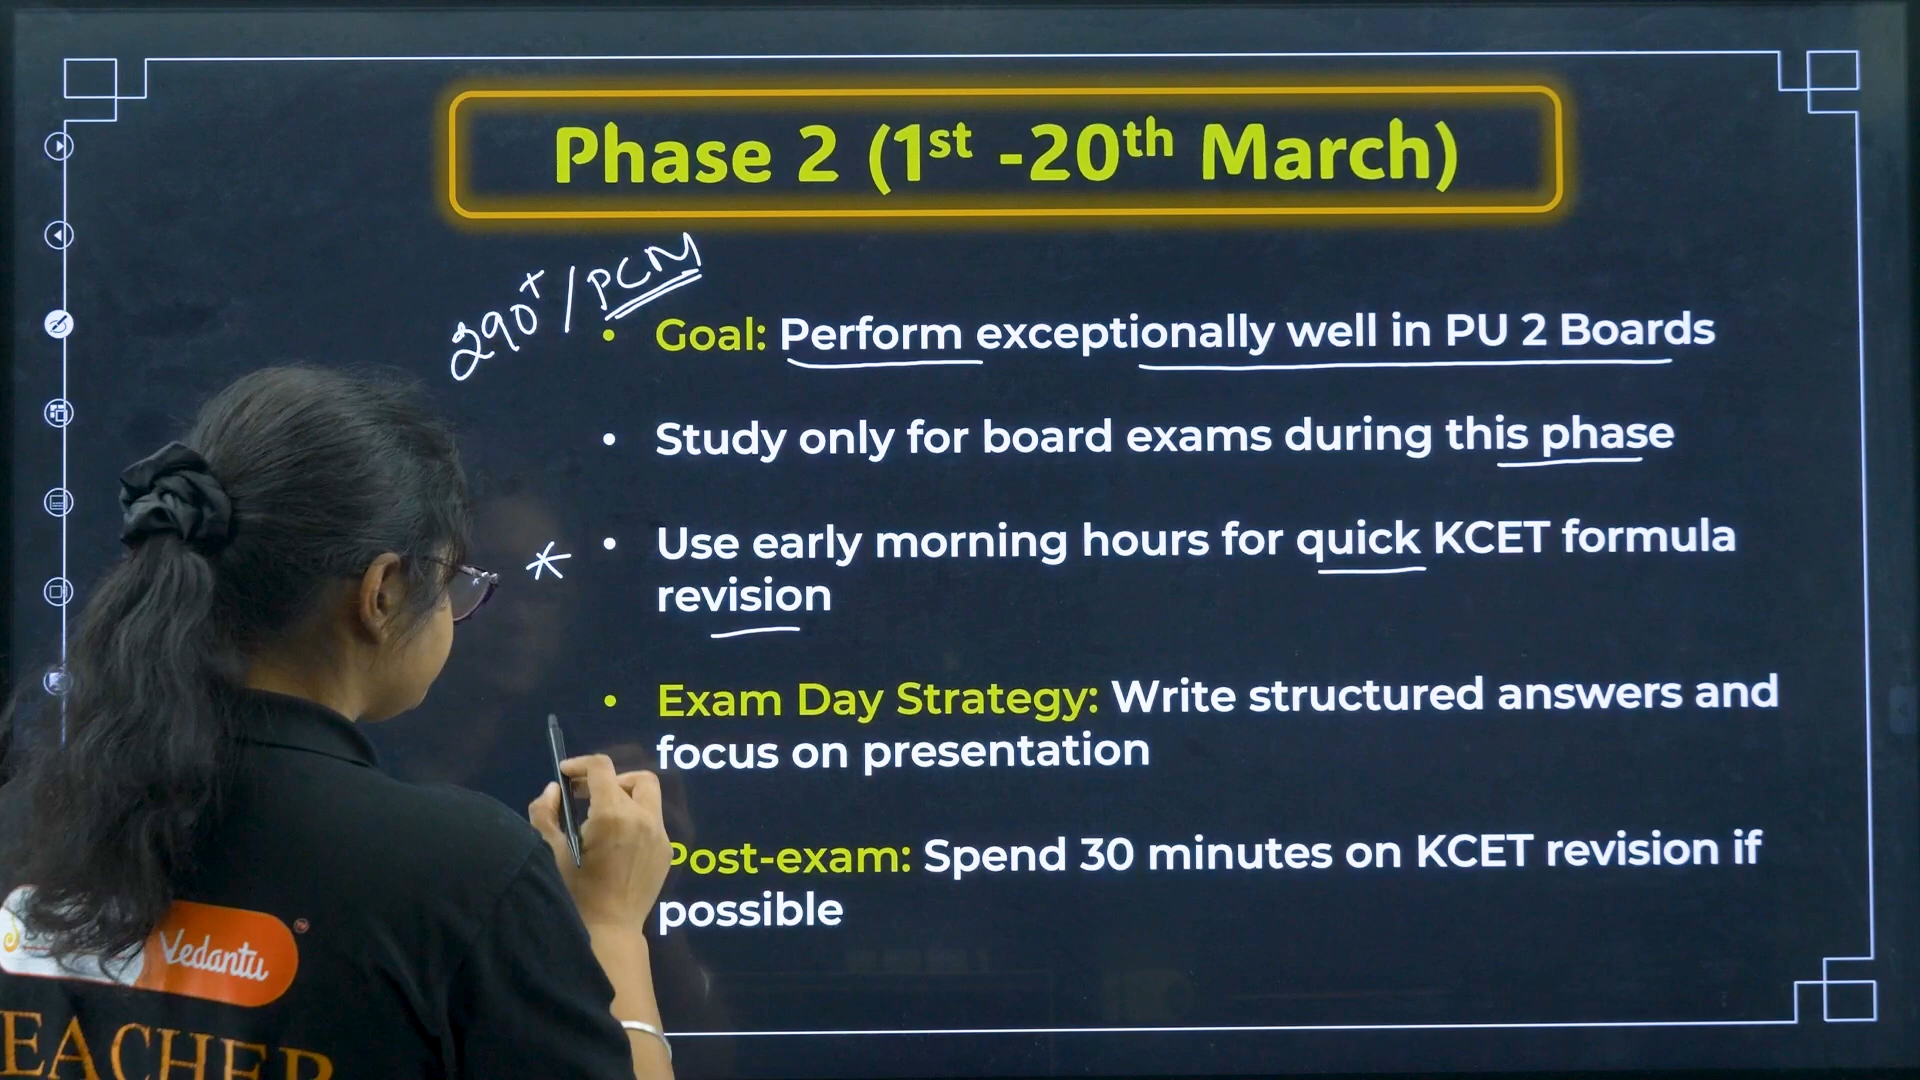 Phase 2 (1st -20th March)
290+ / PCM
• Goal: Perform exceptionally well in PU 2 Boards
• Study only for board exams during this phase
* • Use early morning hours for quick KCET formula
revision
• Exam Day Strategy: Write structured answers and
focus on presentation
Post-exam: Spend 30 minutes on KCET revision if
possible
Vedantu
EACHER